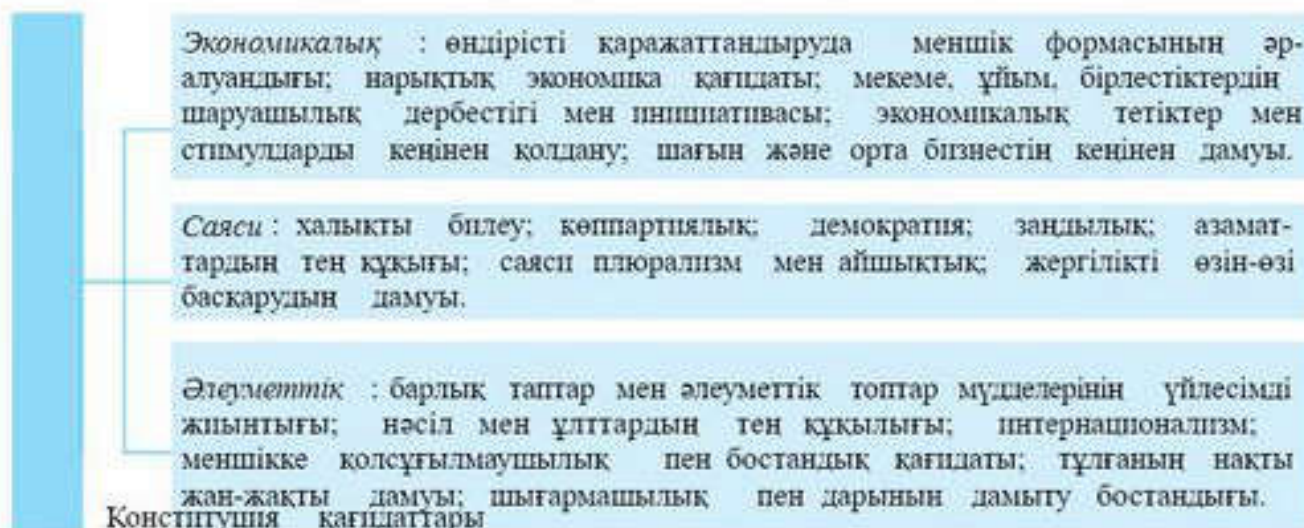 Экономикалық : өндірісті қаражаттандыруда меншік формасының әр-
алуандығы; нарықтық экономика қағидаты; мекеме, ұйым, бірлестіктердің
шаруашылық дербестігі мен инициативасы; экономикалық тетіктер мен
стимулдарды кеңінен қолдану; шағын және орта бизнестің кеңінен дамуы.
Саяси : халықты билеу; көппартиялық; демократия; заңдылық; азамат-
тардың тең құқығы; саяси плюрализм мен айшықтық; жергілікті өзін-өзі
басқарудың дамуы.
Әлеуметтік : барлық таптар мен әлеуметтік топтар мүдделерінің үйлесімді
жиынтығы; нәсіл мен ұлттардың тең құқылығы; интернационализм;
меншікке қолсұғылмаушылық пен бостандық қағидаты; тұлғаның нақты
жан-жақты дамуы; шығармашылық пен дарынын дамыту бостандығы.
Конституция қағидаттары